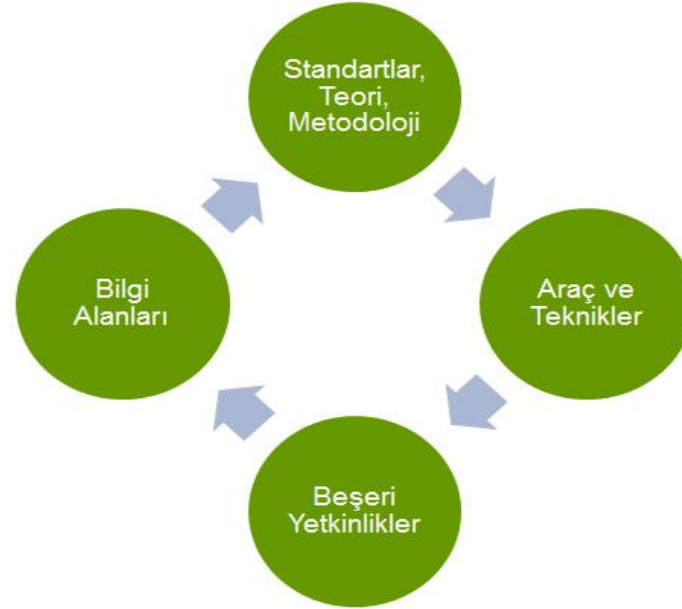 Standartlar,
Teori,
Metodoloji
Araç ve
Teknikler
Beşeri
Yetkinlikler
Bilgi
Alanları